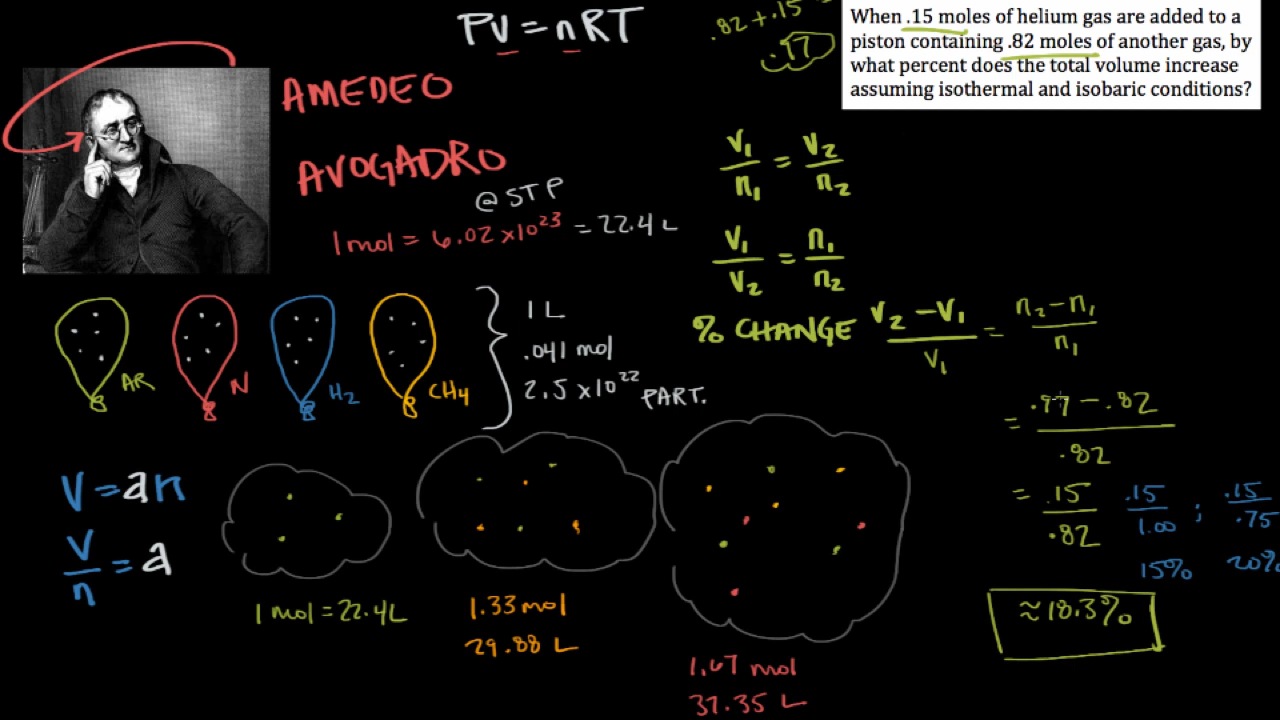 PV = nRT
.82 + .15 =
.97
When .15 moles of helium gas are added to a
piston containing .82 moles of another gas, by
what percent does the total volume increase
assuming isothermal and isobaric conditions?
AMEDEO
AVOGADRO
@ STP
1 mol = 6.02 x 10^23 = 22.4 L
V1/n1 = V2/n2
V1/V2 = n1/n2
% CHANGE V2 - V1/V1 = n2 - n1/n1
= .97 - .82/.82
= .15/.82 .15/1.00 ; .15/.75
15% 20%
≈ 18.3%
AR
N
H2
CH4
1 L
.041 mol
2.5 x 10^22 PART.
V = an
V/n = a
1 mol = 22.4 L
1.33 mol
29.88 L
1.67 mol
37.35 L